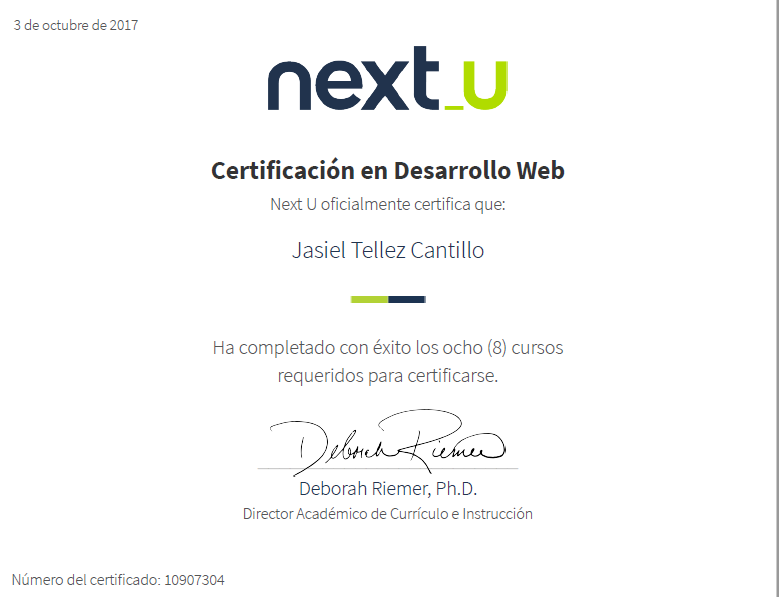 3 de octubre de 2017
next_U
Certificación en Desarrollo Web
Next U oficialmente certifica que:
Jasiel Tellez Cantillo
Ha completado con éxito los ocho (8) cursos
requeridos para certificarse.
Deborah Riemer
Deborah Riemer, Ph.D.
Director Académico de Currículo e Instrucción
Número del certificado: 10907304